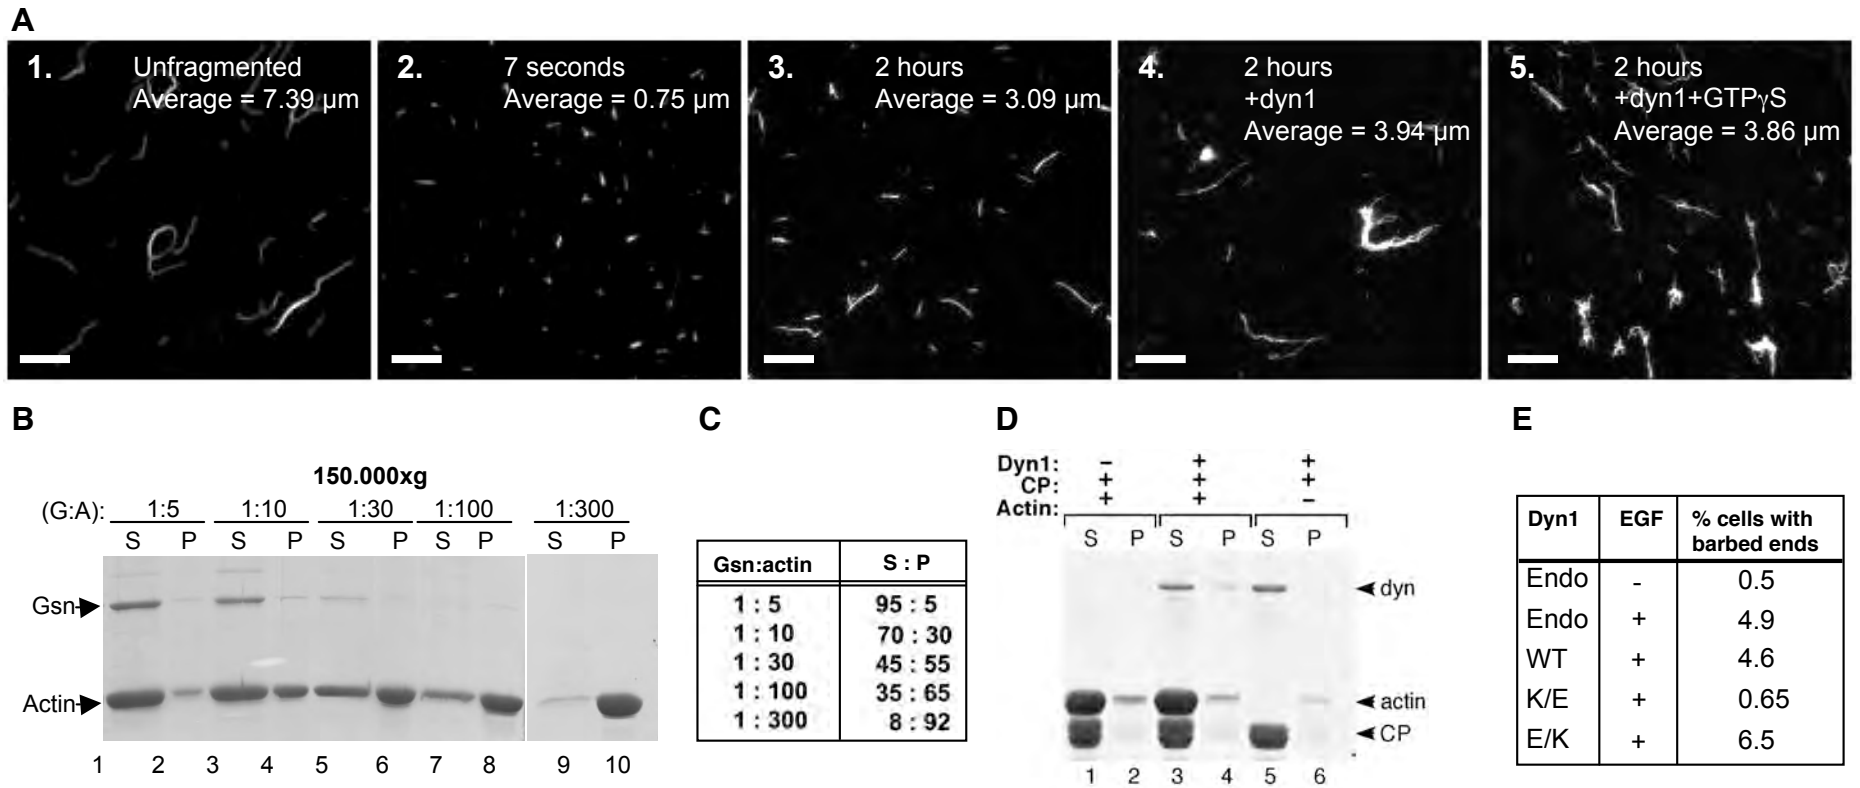 A
1. Unfragmented
Average = 7.39 µm
2. 7 seconds
Average = 0.75 µm
3. 2 hours
Average = 3.09 µm
4. 2 hours
+dyn1
Average = 3.94 µm
5. 2 hours
+dyn1+GTPγS
Average = 3.86 µm
B
150.000xg
(G:A): 1:5 1:10 1:30 1:100 1:300
S P S P S P S P S P
Gsn
Actin
1 2 3 4 5 6 7 8 9 10
C
Gsn:actin S : P
1 : 5 95 : 5
1 : 10 70 : 30
1 : 30 45 : 55
1 : 100 35 : 65
1 : 300 8 : 92
D
Dyn1: - + +
CP: + + +
Actin: + + -
S P S P S P
dyn
actin
CP
1 2 3 4 5 6
E
Dyn1 EGF % cells with
barbed ends
Endo - 0.5
Endo + 4.9
WT + 4.6
K/E + 0.65
E/K + 6.5